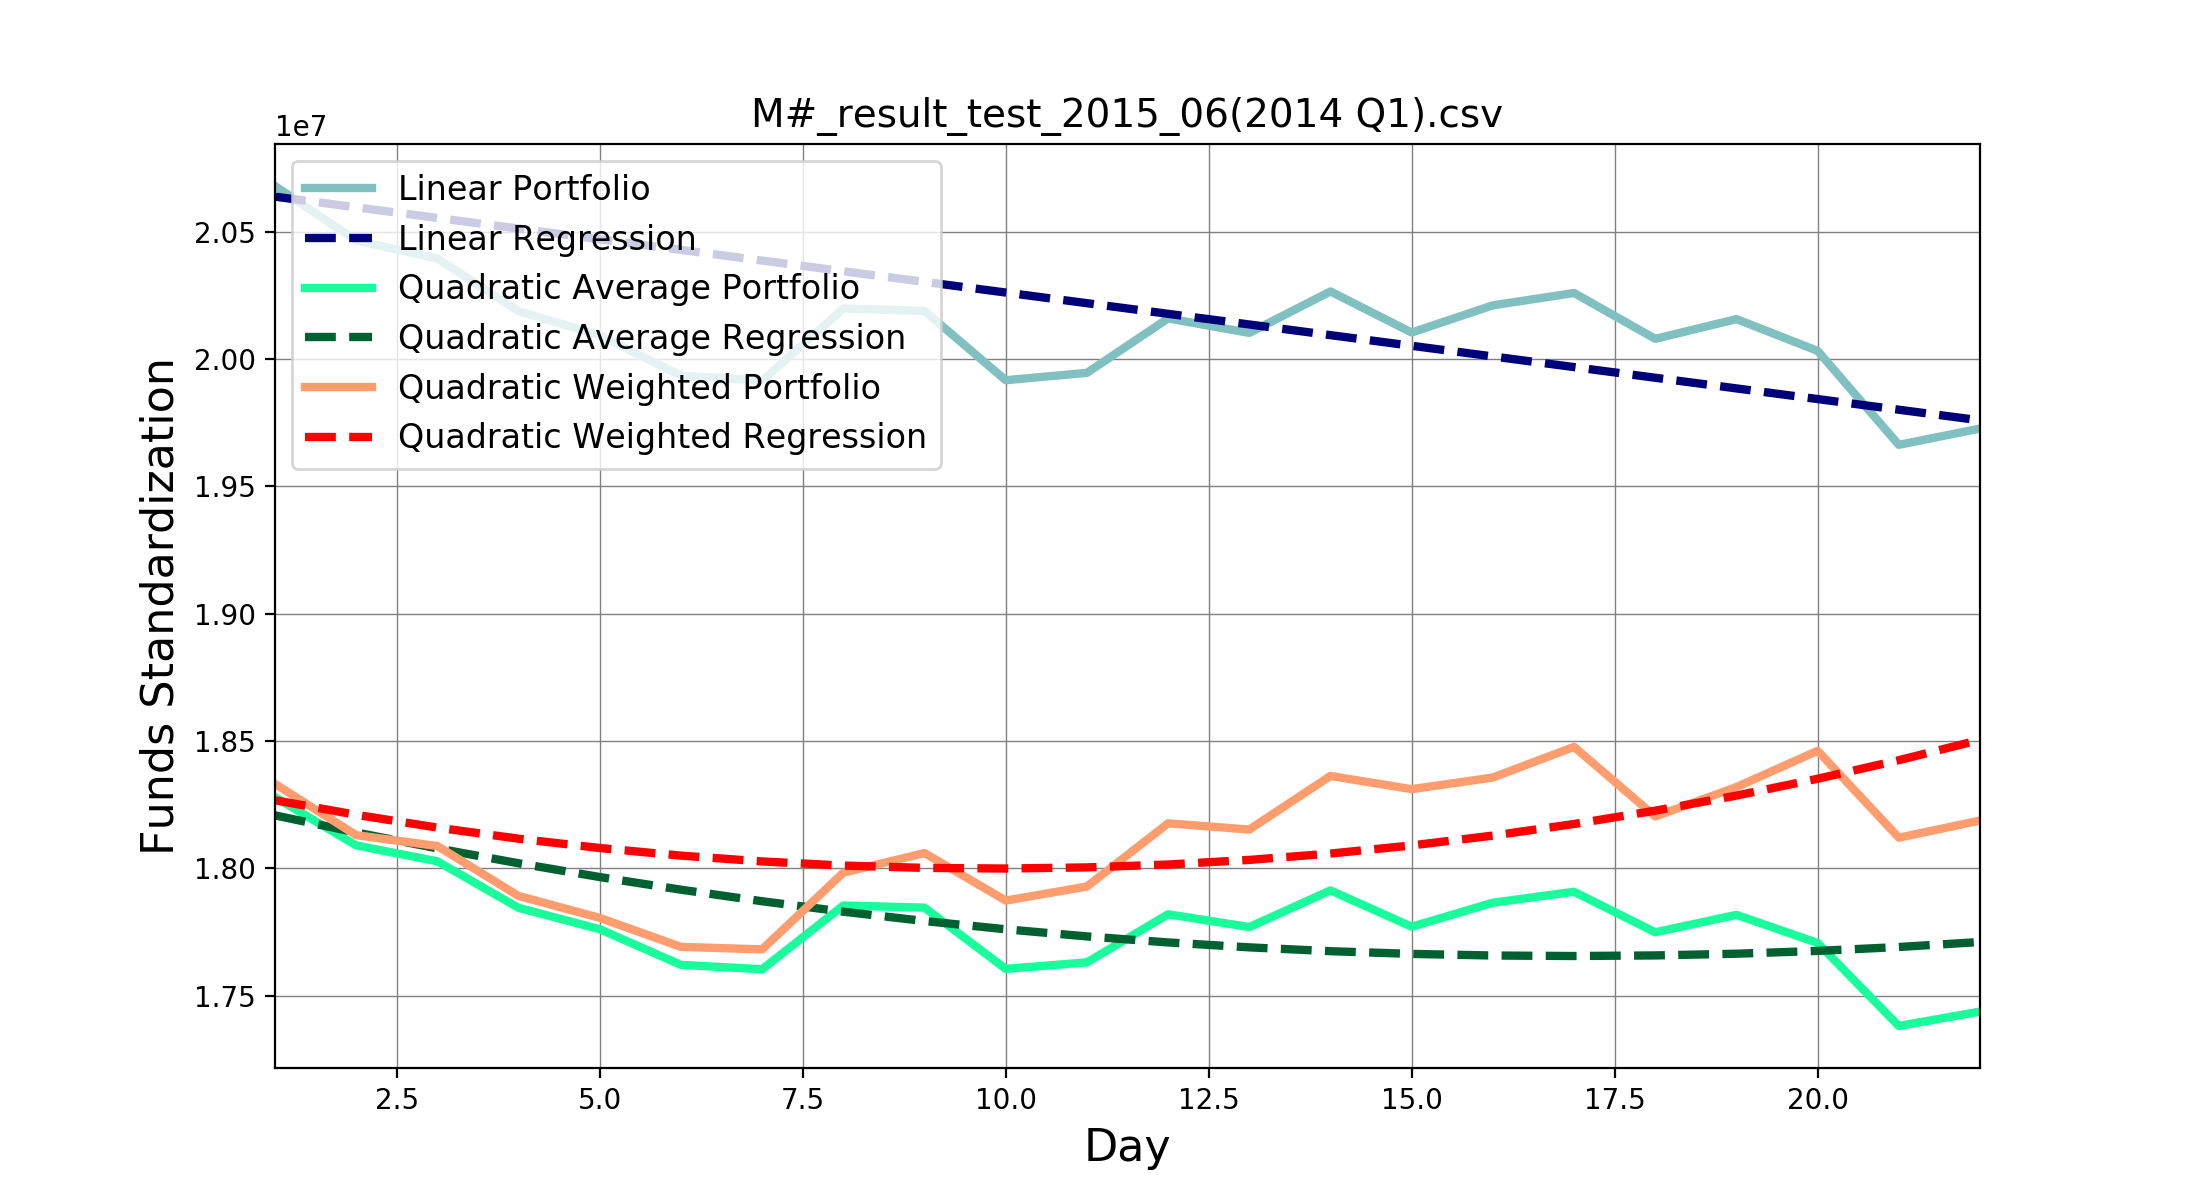 M#_result_test_2015_06(2014 Q1).csv
1e7
Linear Portfolio
Linear Regression
Quadratic Average Portfolio
Quadratic Average Regression
Quadratic Weighted Portfolio
Quadratic Weighted Regression
2.05
2.00
1.95
1.90
1.85
1.80
1.75
Funds Standardization
2.5 5.0 7.5 10.0 12.5 15.0 17.5 20.0
Day